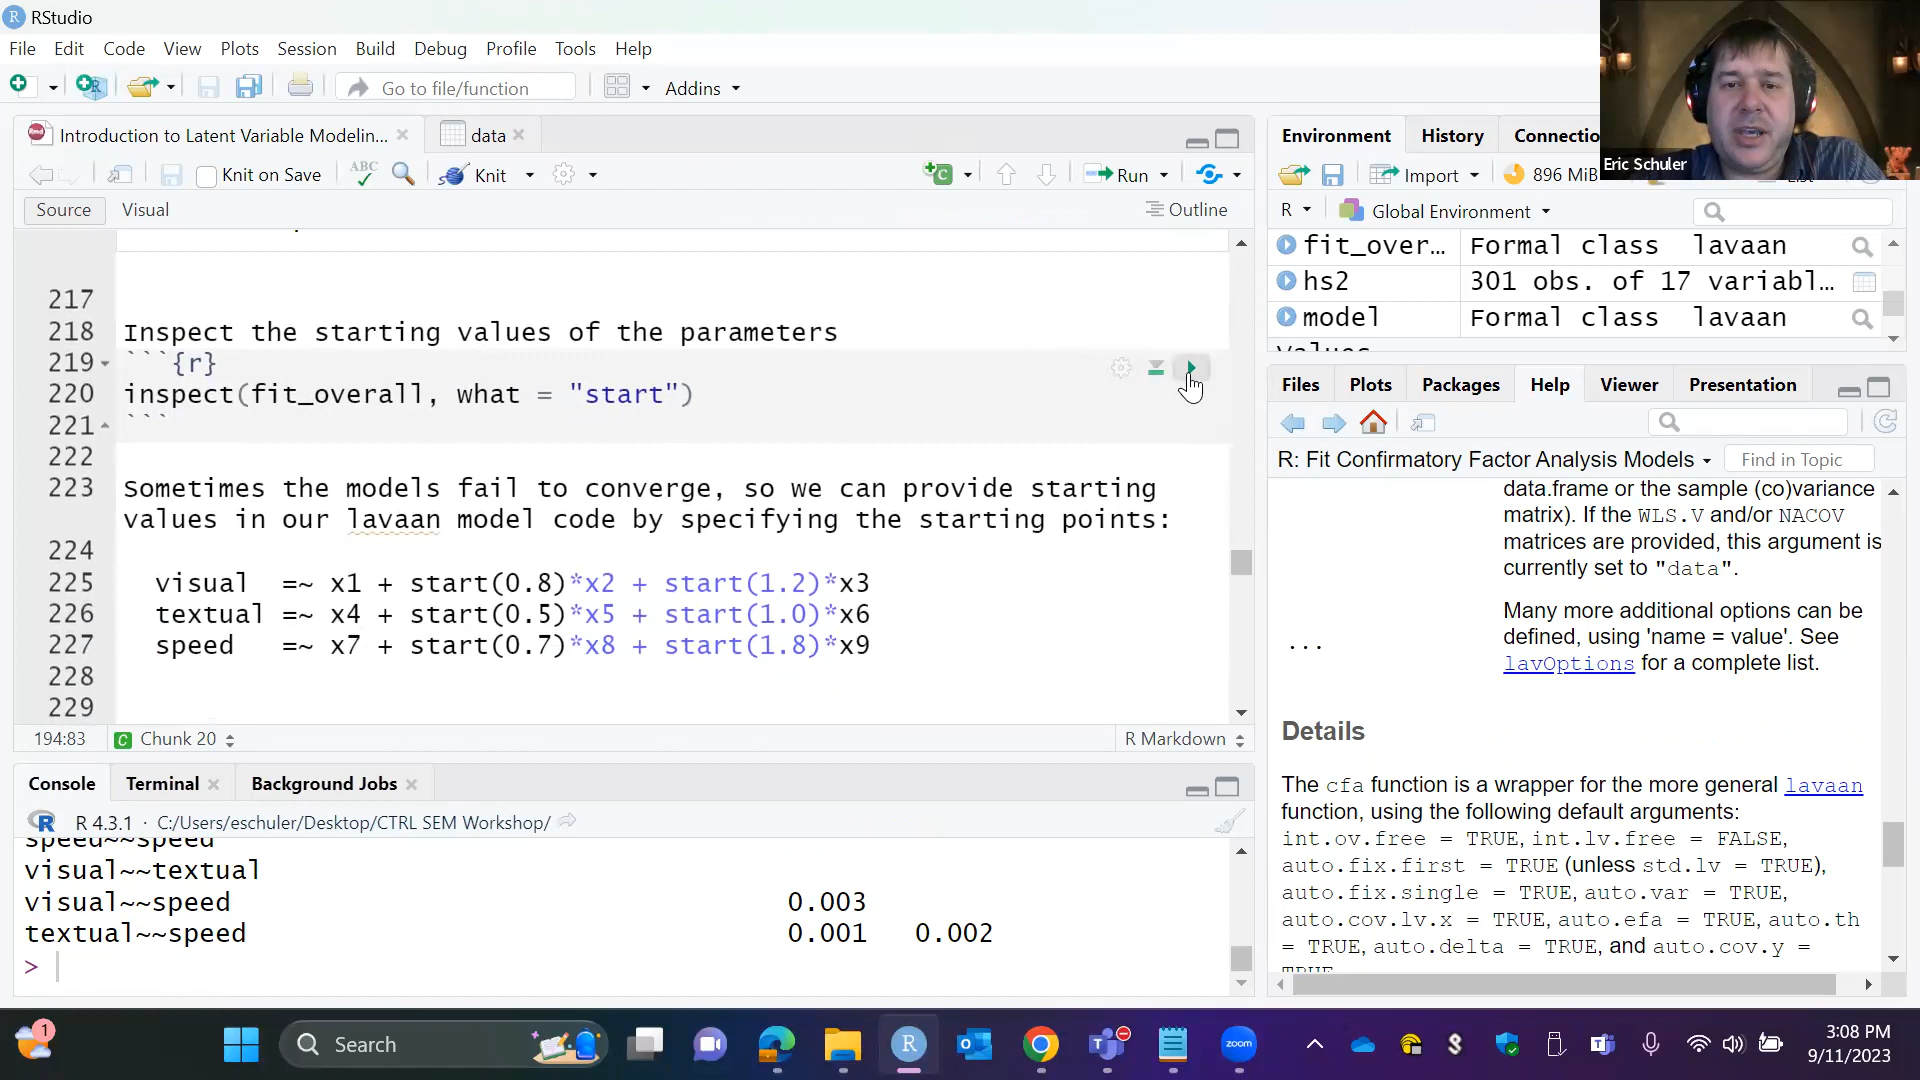 RStudio
File Edit Code View Plots Session Build Debug Profile Tools Help
Go to file/function Addins
Eric Schuler
Introduction to Latent Variable Modelin... data
Knit on Save ABC Knit Run
Source Visual Outline
217
218 Inspect the starting values of the parameters
219 ```{r}
220 inspect(fit_overall, what = "start")
221 ```
222
223 Sometimes the models fail to converge, so we can provide starting
values in our lavaan model code by specifying the starting points:
224
225 visual =~ x1 + start(0.8)*x2 + start(1.2)*x3
226 textual =~ x4 + start(0.5)*x5 + start(1.0)*x6
227 speed =~ x7 + start(0.7)*x8 + start(1.8)*x9
228
229
194:83 Chunk 20 R Markdown
Console Terminal Background Jobs
R 4.3.1 · C:/Users/eschuler/Desktop/CTRL SEM Workshop/
speed~~speed
visual~~textual
visual~~speed 0.003
textual~~speed 0.001 0.002
>
Environment History Connectio
Import 896 MiB
R Global Environment
fit_over... Formal class lavaan
hs2 301 obs. of 17 variabl...
model Formal class lavaan
Values
Files Plots Packages Help Viewer Presentation
R: Fit Confirmatory Factor Analysis Models Find in Topic
data.frame or the sample (co)variance
matrix). If the WLS.V and/or NACOV
matrices are provided, this argument is
currently set to "data".
... Many more additional options can be
defined, using 'name = value'. See
lavOptions for a complete list.
Details
The cfa function is a wrapper for the more general lavaan
function, using the following default arguments:
int.ov.free = TRUE, int.lv.free = FALSE,
auto.fix.first = TRUE (unless std.lv = TRUE),
auto.fix.single = TRUE, auto.var = TRUE,
auto.cov.lv.x = TRUE, auto.efa = TRUE, auto.th
= TRUE, auto.delta = TRUE, and auto.cov.y =
TRUE
1 Search zoom 3:08 PM
9/11/2023